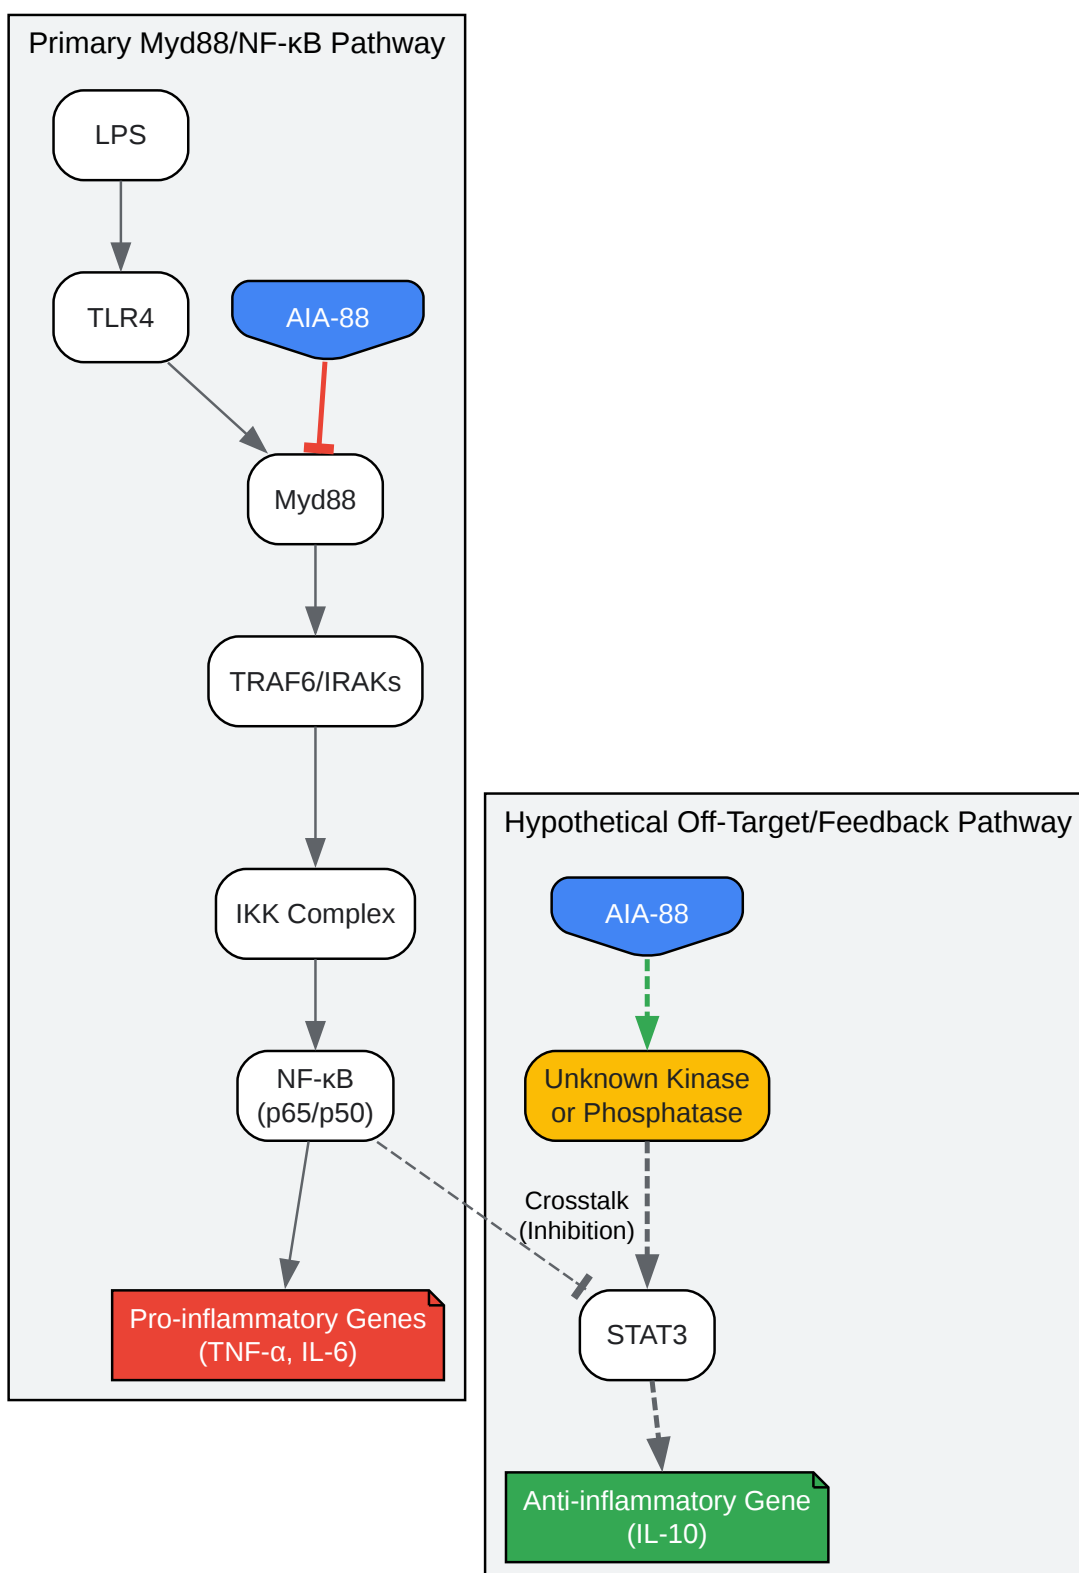 Primary Myd88/NF-κB Pathway
LPS
TLR4
AIA-88
Myd88
TRAF6/IRAKs
IKK Complex
NF-κB
(p65/p50)
Pro-inflammatory Genes
(TNF-α, IL-6)
Hypothetical Off-Target/Feedback Pathway
AIA-88
Unknown Kinase
or Phosphatase
Crosstalk
(Inhibition)
STAT3
Anti-inflammatory Gene
(IL-10)